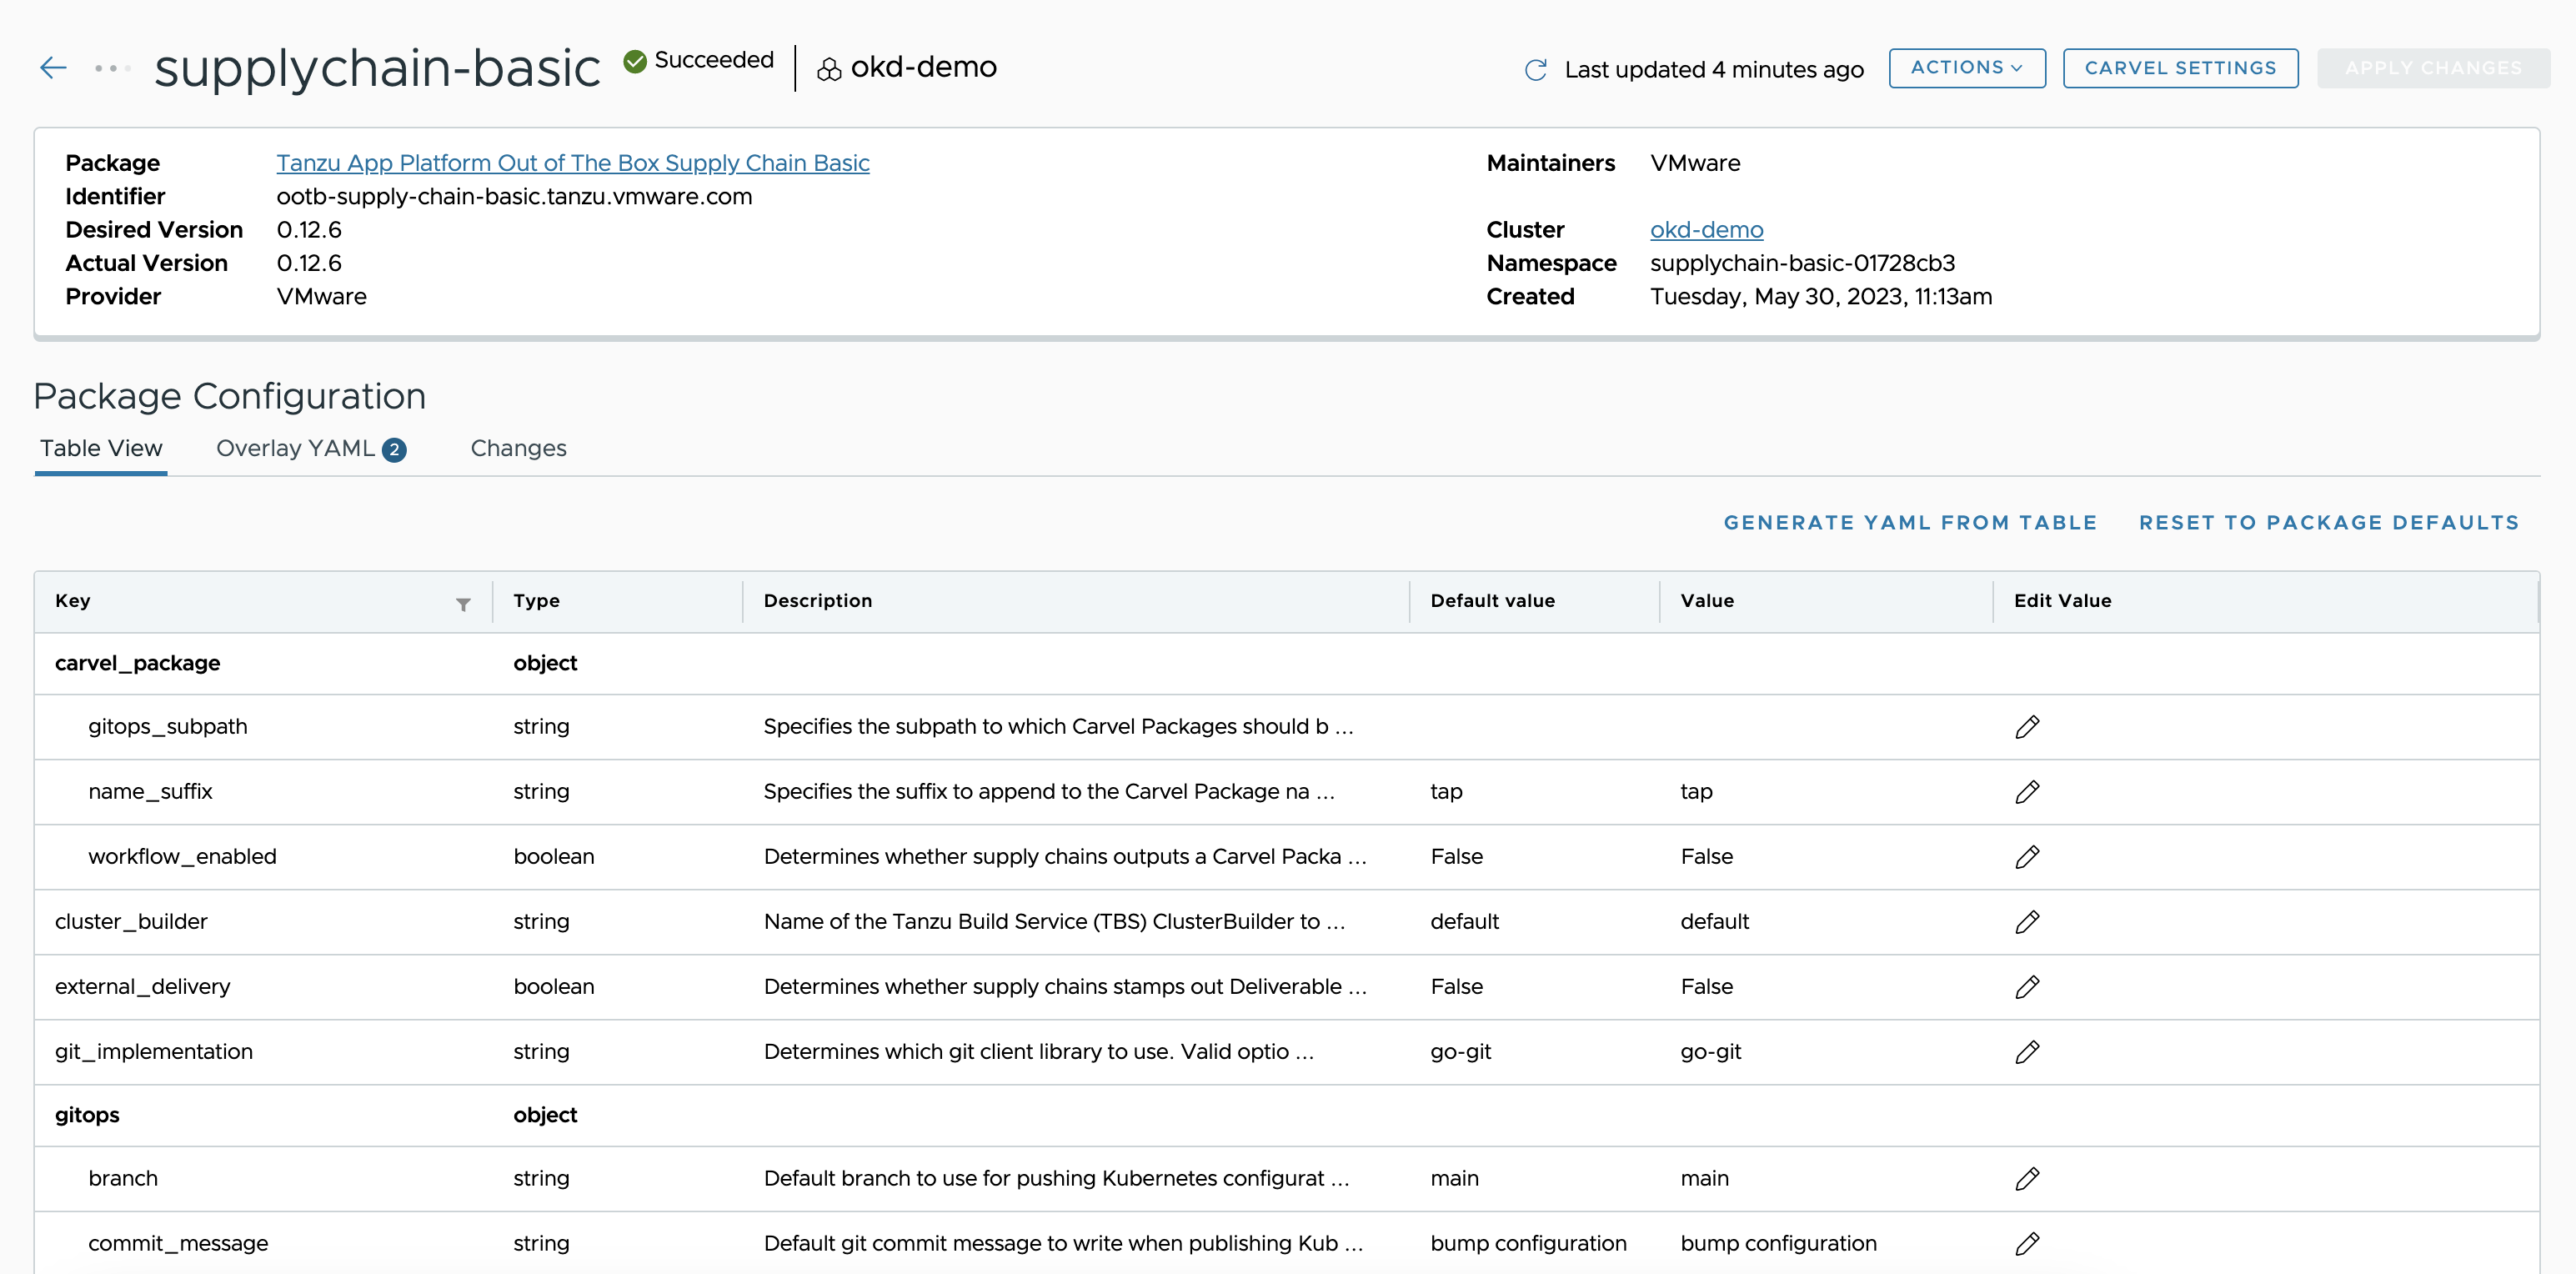 supplychain-basic Succeeded okd-demo Last updated 4 minutes ago ACTIONS CARVEL SETTINGS APPLY CHANGES
Package Tanzu App Platform Out of The Box Supply Chain Basic Maintainers VMware
Identifier ootb-supply-chain-basic.tanzu.vmware.com
Desired Version 0.12.6 Cluster okd-demo
Actual Version 0.12.6 Namespace supplychain-basic-01728cb3
Provider VMware Created Tuesday, May 30, 2023, 11:13am
Package Configuration
Table View Overlay YAML 2 Changes
GENERATE YAML FROM TABLE RESET TO PACKAGE DEFAULTS
Key Type Description Default value Value Edit Value
carvel_package object
gitops_subpath string Specifies the subpath to which Carvel Packages should b ...
name_suffix string Specifies the suffix to append to the Carvel Package na ... tap tap
workflow_enabled boolean Determines whether supply chains outputs a Carvel Packa ... False False
cluster_builder string Name of the Tanzu Build Service (TBS) ClusterBuilder to ... default default
external_delivery boolean Determines whether supply chains stamps out Deliverable ... False False
git_implementation string Determines which git client library to use. Valid optio ... go-git go-git
gitops object
branch string Default branch to use for pushing Kubernetes configurat ... main main
commit_message string Default git commit message to write when publishing Kub ... bump configuration bump configuration